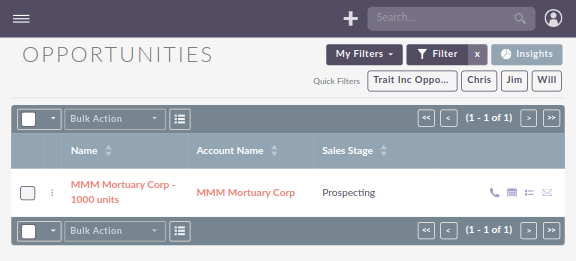 Search...
OPPORTUNITIES
My Filters Filter x Insights
Quick Filters Trait Inc Oppo... Chris Jim Will
Bulk Action << < (1 - 1 of 1) > >>
Name Account Name Sales Stage
MMM Mortuary Corp - 
1000 units
MMM Mortuary Corp Prospecting
Bulk Action << < (1 - 1 of 1) > >>